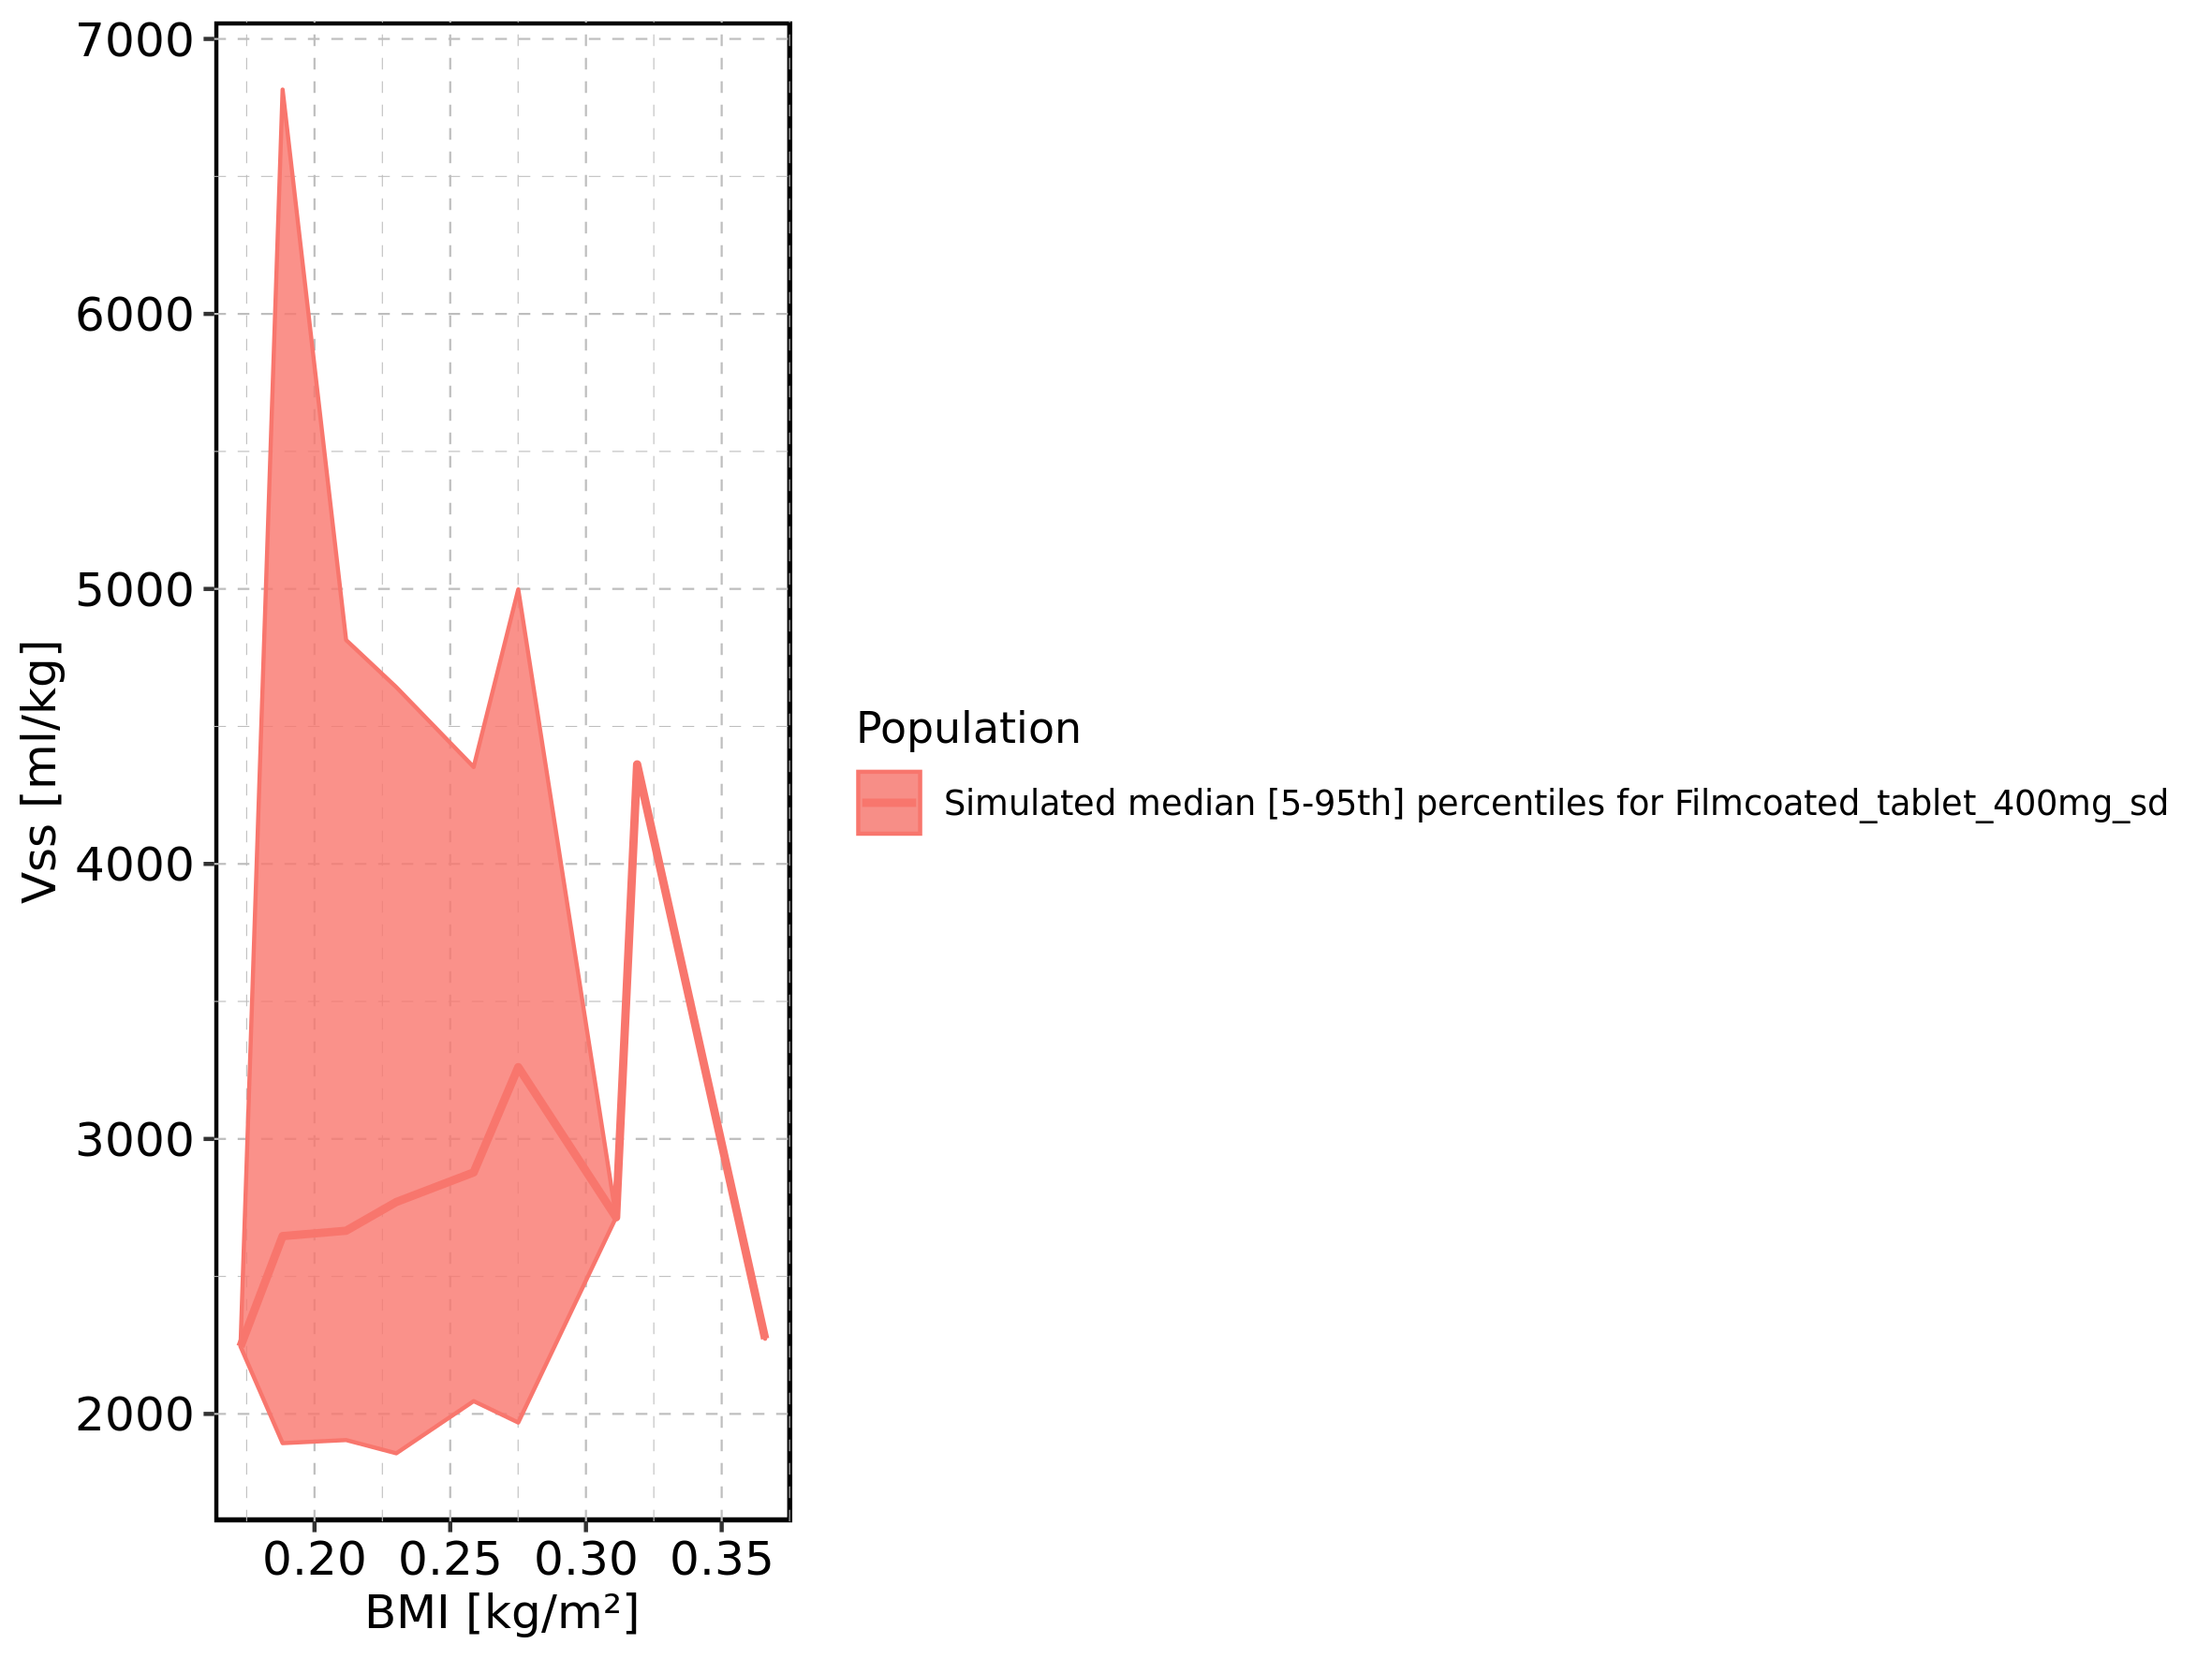 7000
6000
5000
4000
3000
2000
Vss [ml/kg]
0.20 0.25 0.30 0.35
BMI [kg/m²]
Population
Simulated median [5-95th] percentiles for Filmcoated_tablet_400mg_sd